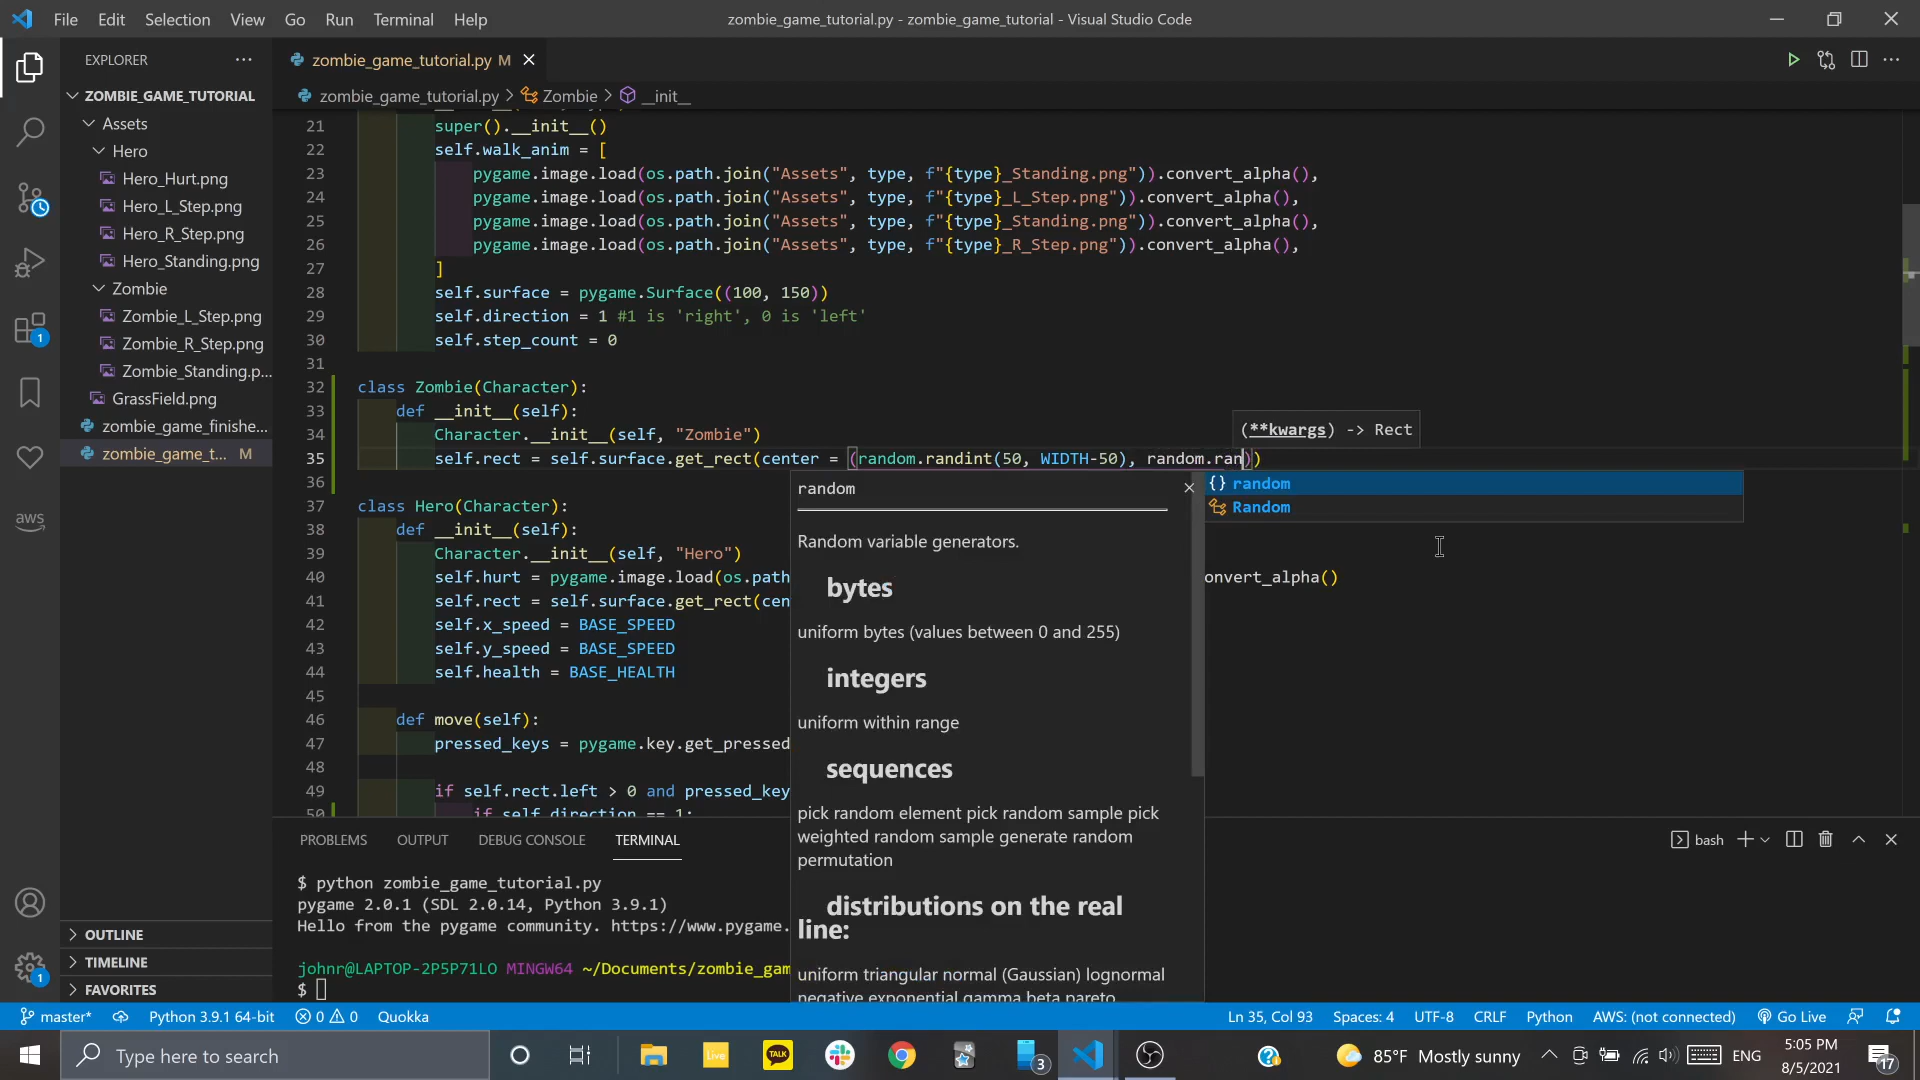 File Edit Selection View Go Run Terminal Help
zombie_game_tutorial.py - zombie_game_tutorial - Visual Studio Code
EXPLORER
zombie_game_tutorial.py M
ZOMBIE_GAME_TUTORIAL
zombie_game_tutorial.py > Zombie > __init__
Assets
Hero
Hero_Hurt.png
Hero_L_Step.png
Hero_R_Step.png
Hero_Standing.png
Zombie
Zombie_L_Step.png
Zombie_R_Step.png
Zombie_Standing.p...
GrassField.png
zombie_game_finishe...
zombie_game_t... M
OUTLINE
TIMELINE
FAVORITES
21 super().__init__()
22 self.walk_anim = [
23 pygame.image.load(os.path.join("Assets", type, f"{type}_Standing.png")).convert_alpha(),
24 pygame.image.load(os.path.join("Assets", type, f"{type}_L_Step.png")).convert_alpha(),
25 pygame.image.load(os.path.join("Assets", type, f"{type}_Standing.png")).convert_alpha(),
26 pygame.image.load(os.path.join("Assets", type, f"{type}_R_Step.png")).convert_alpha(),
27 ]
28 self.surface = pygame.Surface((100, 150))
29 self.direction = 1 #1 is 'right', 0 is 'left'
30 self.step_count = 0
31
32 class Zombie(Character):
33 def __init__(self):
34 Character.__init__(self, "Zombie")
35 self.rect = self.surface.get_rect(center = (random.randint(50, WIDTH-50), random.ran))
36
37 class Hero(Character):
38 def __init__(self):
39 Character.__init__(self, "Hero")
40 self.hurt = pygame.image.load(os.path onvert_alpha()
41 self.rect = self.surface.get_rect(cen
42 self.x_speed = BASE_SPEED
43 self.y_speed = BASE_SPEED
44 self.health = BASE_HEALTH
45
46 def move(self):
47 pressed_keys = pygame.key.get_pressed
48
49 if self.rect.left > 0 and pressed_key
50 if self.direction == 1:
(**kwargs) -> Rect
random
Random
random
Random variable generators.
bytes
uniform bytes (values between 0 and 255)
integers
uniform within range
sequences
pick random element pick random sample pick
weighted random sample generate random
permutation
distributions on the real
line:
uniform triangular normal (Gaussian) lognormal
negative exponential gamma beta pareto
PROBLEMS OUTPUT DEBUG CONSOLE TERMINAL
bash
$ python zombie_game_tutorial.py
pygame 2.0.1 (SDL 2.0.14, Python 3.9.1)
Hello from the pygame community. https://www.pygame.
johnr@LAPTOP-2P5P71LO MINGW64 ~/Documents/zombie_gam
$
aws
1
1
master* Python 3.9.1 64-bit 0 0 Quokka
Ln 35, Col 93 Spaces: 4 UTF-8 CRLF Python AWS: (not connected) Go Live
Type here to search
Live
TALK
3
85°F Mostly sunny
ENG
5:05 PM
8/5/2021
17